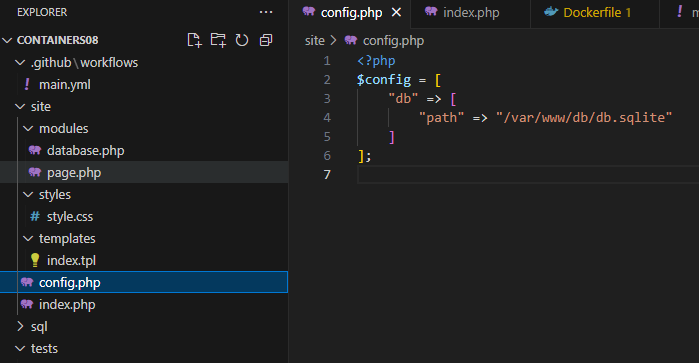 EXPLORER
CONTAINERS08
.github\workflows
! main.yml
site
modules
database.php
page.php
styles
# style.css
templates
index.tpl
config.php
index.php
sql
tests
config.php
index.php
Dockerfile 1
! m
site > config.php
1 <?php
2 $config = [
3 "db" => [
4 "path" => "/var/www/db/db.sqlite"
5 ]
6 ];
7